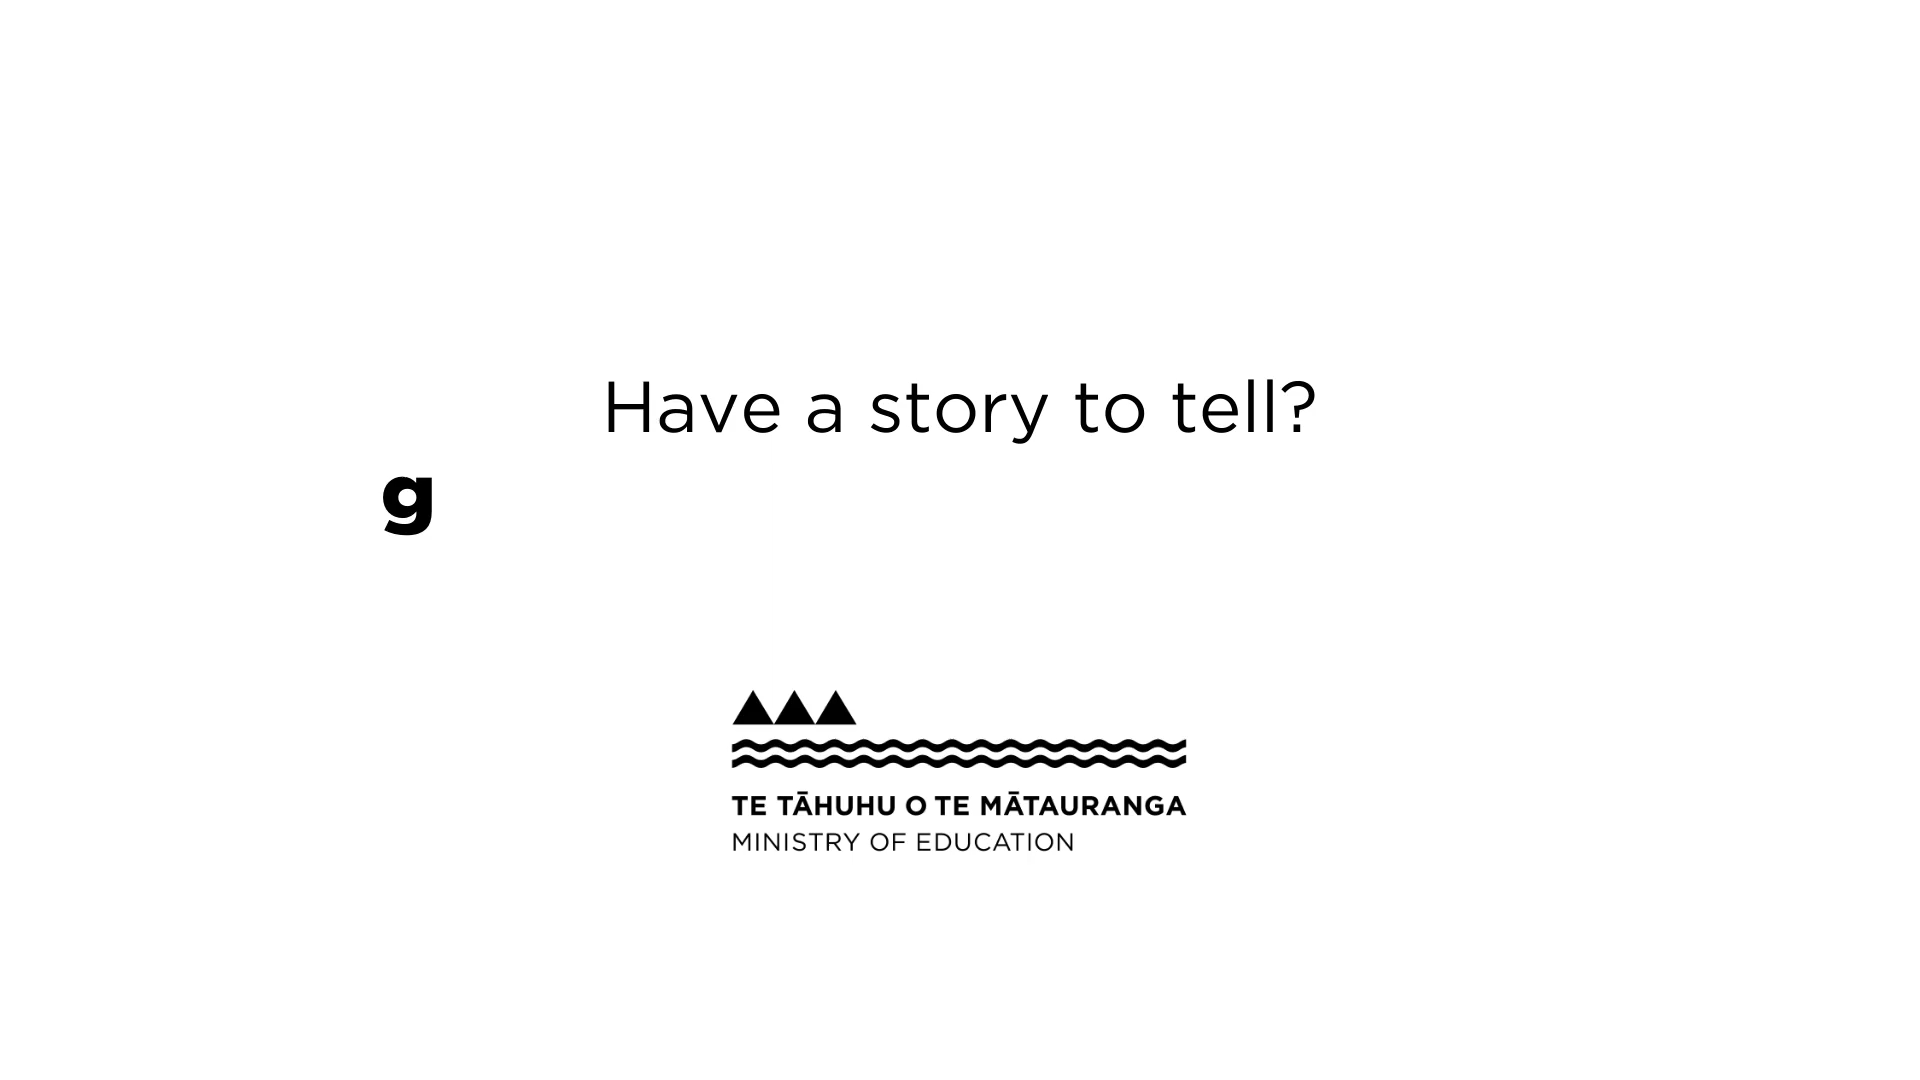 Have a story to tell?
g
TE TĀHUHU O TE MĀTAURANGA
MINISTRY OF EDUCATION